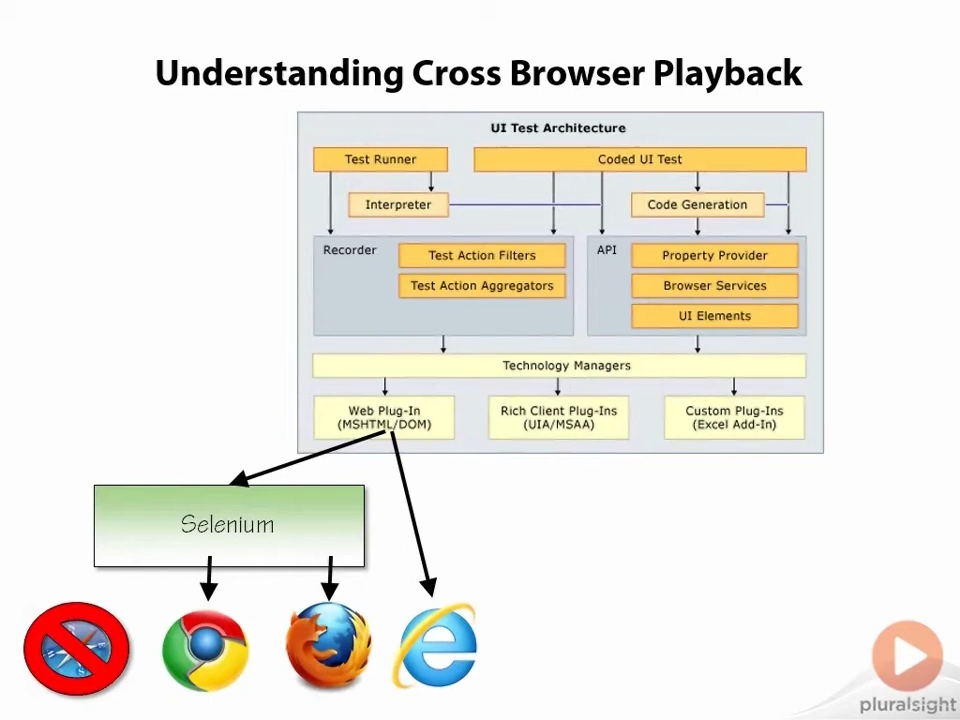 Understanding Cross Browser Playback
UI Test Architecture
Test Runner
Coded UI Test
Interpreter
Code Generation
Recorder
Test Action Filters
Test Action Aggregators
API
Property Provider
Browser Services
UI Elements
Technology Managers
Web Plug-In
(MSHTML/DOM)
Rich Client Plug-Ins
(UIA/MSAA)
Custom Plug-Ins
(Excel Add-In)
Selenium
pluralsight